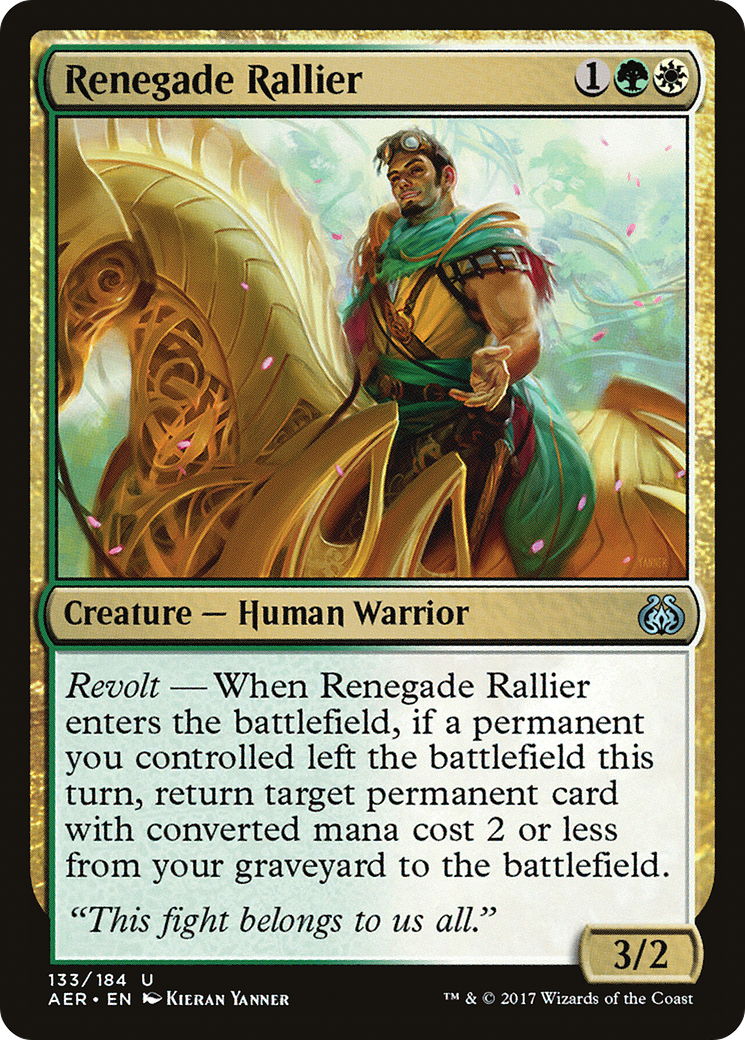 Renegade Rallier 1
YANNER
Creature — Human Warrior
Revolt — When Renegade Rallier
enters the battlefield, if a permanent
you controlled left the battlefield this
turn, return target permanent card
with converted mana cost 2 or less
from your graveyard to the battlefield.
“This fight belongs to us all.”
3/2
133/184 U
AER • EN Kieran Yanner
™ & © 2017 Wizards of the Coast